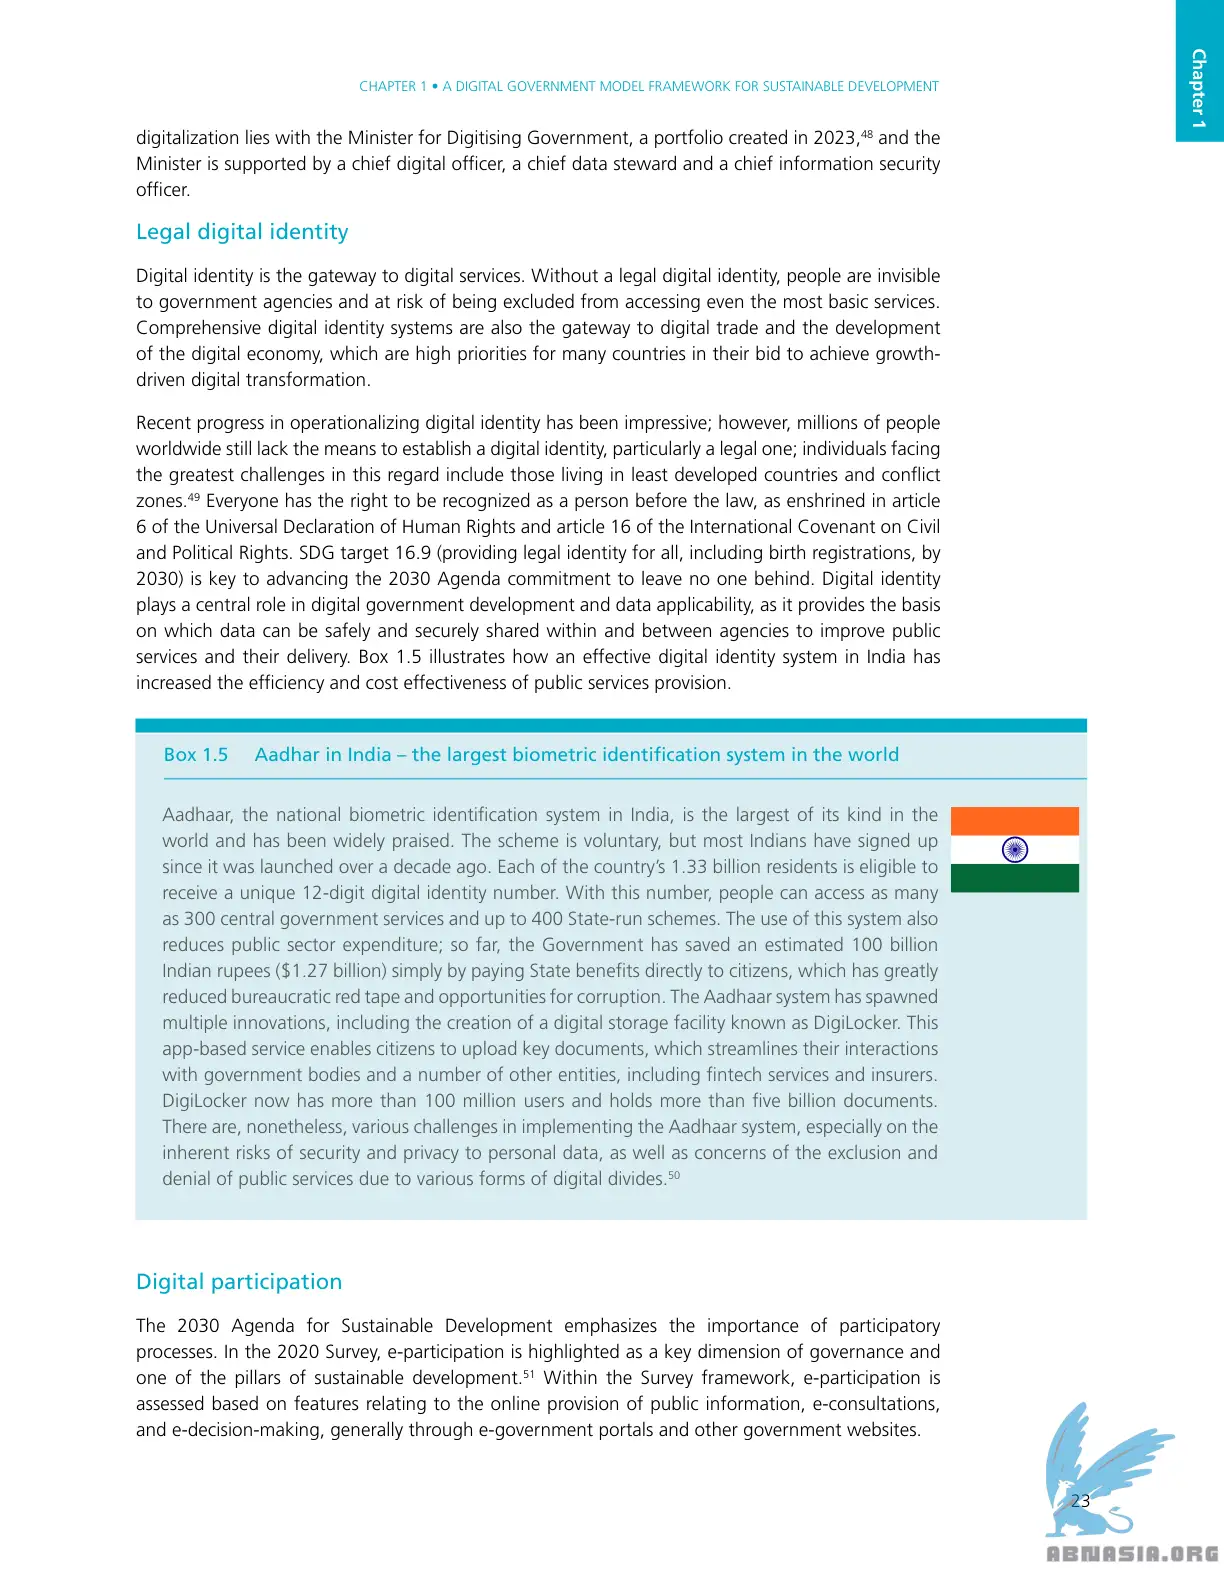 Chapter 1
CHAPTER 1 • A DIGITAL GOVERNMENT MODEL FRAMEWORK FOR SUSTAINABLE DEVELOPMENT
digitalization lies with the Minister for Digitising Government, a portfolio created in 2023,48 and the
Minister is supported by a chief digital officer, a chief data steward and a chief information security
officer.
Legal digital identity
Digital identity is the gateway to digital services. Without a legal digital identity, people are invisible
to government agencies and at risk of being excluded from accessing even the most basic services.
Comprehensive digital identity systems are also the gateway to digital trade and the development
of the digital economy, which are high priorities for many countries in their bid to achieve growth-
driven digital transformation.
Recent progress in operationalizing digital identity has been impressive; however, millions of people
worldwide still lack the means to establish a digital identity, particularly a legal one; individuals facing
the greatest challenges in this regard include those living in least developed countries and conflict
zones.49 Everyone has the right to be recognized as a person before the law, as enshrined in article
6 of the Universal Declaration of Human Rights and article 16 of the International Covenant on Civil
and Political Rights. SDG target 16.9 (providing legal identity for all, including birth registrations, by
2030) is key to advancing the 2030 Agenda commitment to leave no one behind. Digital identity
plays a central role in digital government development and data applicability, as it provides the basis
on which data can be safely and securely shared within and between agencies to improve public
services and their delivery. Box 1.5 illustrates how an effective digital identity system in India has
increased the efficiency and cost effectiveness of public services provision.
Box 1.5 Aadhar in India – the largest biometric identification system in the world
Aadhaar, the national biometric identification system in India, is the largest of its kind in the
world and has been widely praised. The scheme is voluntary, but most Indians have signed up
since it was launched over a decade ago. Each of the country's 1.33 billion residents is eligible to
receive a unique 12-digit digital identity number. With this number, people can access as many
as 300 central government services and up to 400 State-run schemes. The use of this system also
reduces public sector expenditure; so far, the Government has saved an estimated 100 billion
Indian rupees ($1.27 billion) simply by paying State benefits directly to citizens, which has greatly
reduced bureaucratic red tape and opportunities for corruption. The Aadhaar system has spawned
multiple innovations, including the creation of a digital storage facility known as DigiLocker. This
app-based service enables citizens to upload key documents, which streamlines their interactions
with government bodies and a number of other entities, including fintech services and insurers.
DigiLocker now has more than 100 million users and holds more than five billion documents.
There are, nonetheless, various challenges in implementing the Aadhaar system, especially on the
inherent risks of security and privacy to personal data, as well as concerns of the exclusion and
denial of public services due to various forms of digital divides.50
Digital participation
The 2030 Agenda for Sustainable Development emphasizes the importance of participatory
processes. In the 2020 Survey, e-participation is highlighted as a key dimension of governance and
one of the pillars of sustainable development.51 Within the Survey framework, e-participation is
assessed based on features relating to the online provision of public information, e-consultations,
and e-decision-making, generally through e-government portals and other government websites.
23
ABNASIA.ORG